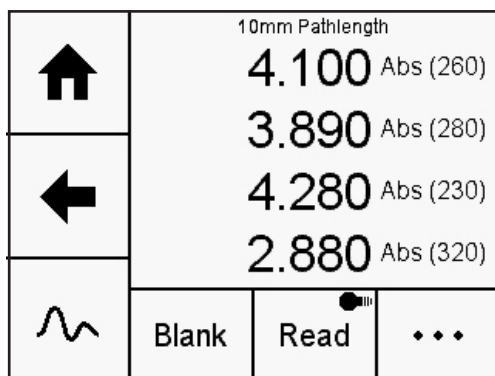 10mm Pathlength
4.100 Abs (260)
3.890 Abs (280)
4.280 Abs (230)
2.880 Abs (320)
Blank Read